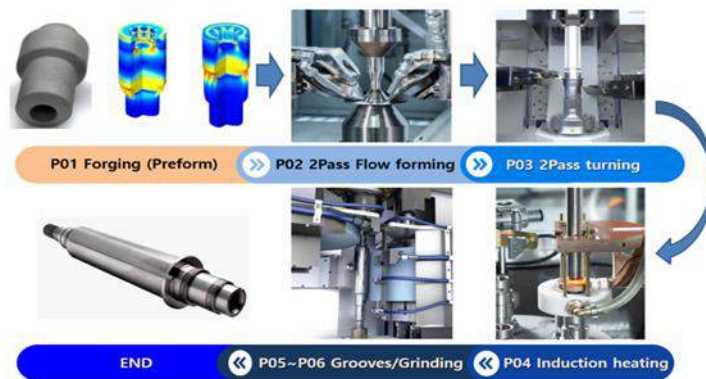 P01 Forging (Preform)
P02 2Pass Flow forming
P03 2Pass turning
END
P05~P06 Grooves/Grinding
P04 Induction heating